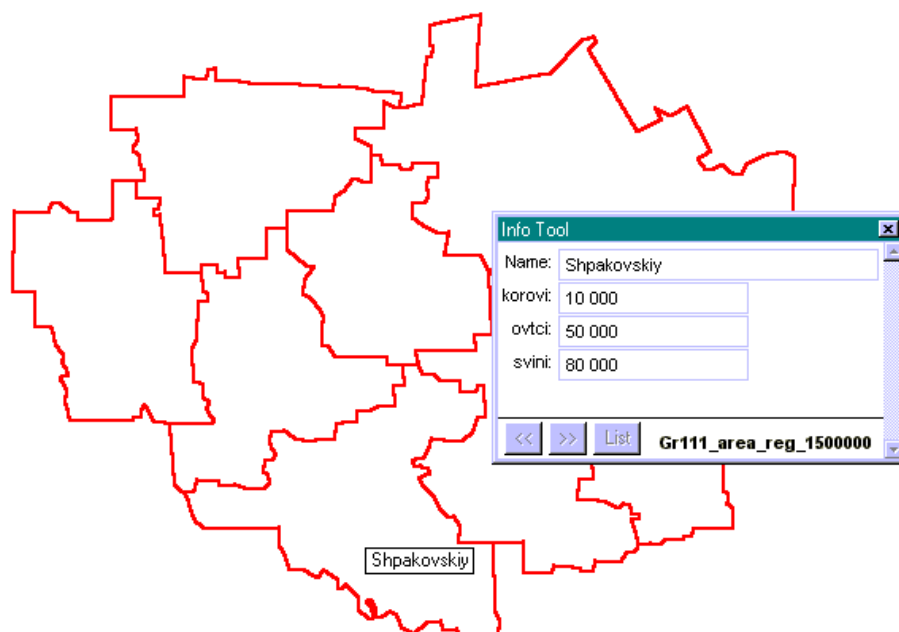 Info Tool
Name: Shpakovskiy
korovi: 10 000
ovtci: 50 000
svini: 80 000
<< >> List Gr111_area_reg_1500000
Shpakovskiy